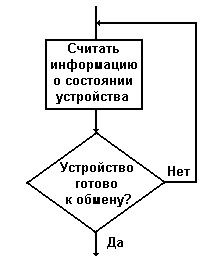 Считать
информацию
о состоянии
устройства
Устройство
готово
к обмену?
Нет
Да